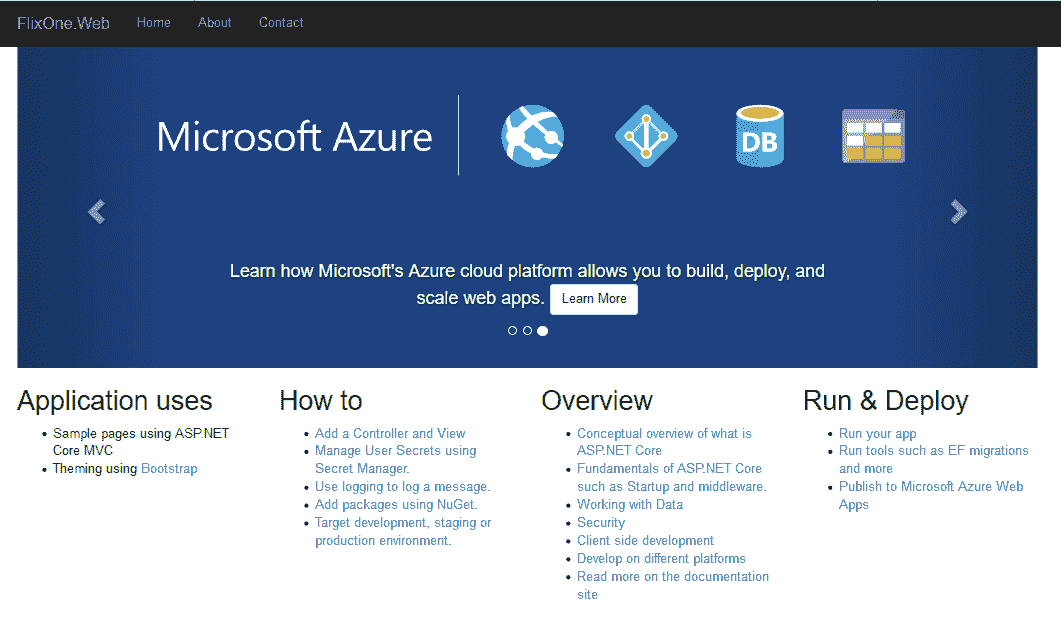 FlixOne.Web Home About Contact
Microsoft Azure
DB
Learn how Microsoft's Azure cloud platform allows you to build, deploy, and
scale web apps. Learn More
Application uses
Sample pages using ASP.NET
Core MVC
Theming using Bootstrap
How to
Add a Controller and View
Manage User Secrets using
Secret Manager.
Use logging to log a message.
Add packages using NuGet.
Target development, staging or
production environment.
Overview
Conceptual overview of what is
ASP.NET Core
Fundamentals of ASP.NET Core
such as Startup and middleware.
Working with Data
Security
Client side development
Develop on different platforms
Read more on the documentation
site
Run & Deploy
Run your app
Run tools such as EF migrations
and more
Publish to Microsoft Azure Web
Apps